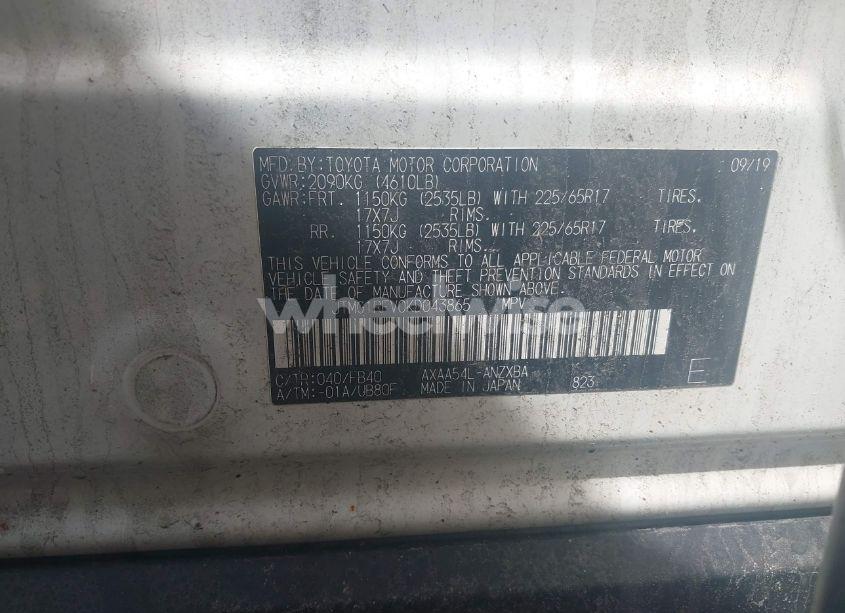 MFD. BY: TOYOTA MOTOR CORPORATION 09/19
GVWR: 2090KG (4610LB)
GAWR: FRT. 1150KG (2535LB) WITH 225/65R17 TIRES.
17X7J RIMS.
RR. 1150KG (2535LB) WITH 225/65R17 TIRES.
17X7J RIMS.
THIS VEHICLE CONFORMS TO ALL APPLICABLE FEDERAL MOTOR
VEHICLE SAFETY AND THEFT PREVENTION STANDARDS IN EFFECT ON
THE DATE OF MANUFACTURE SHOWN ABOVE.
MPV
wheelwise
C/TR: 040/FB40 AXAA54L-ANZXBA E
A/TM: -01A/UB80F MADE IN JAPAN 823